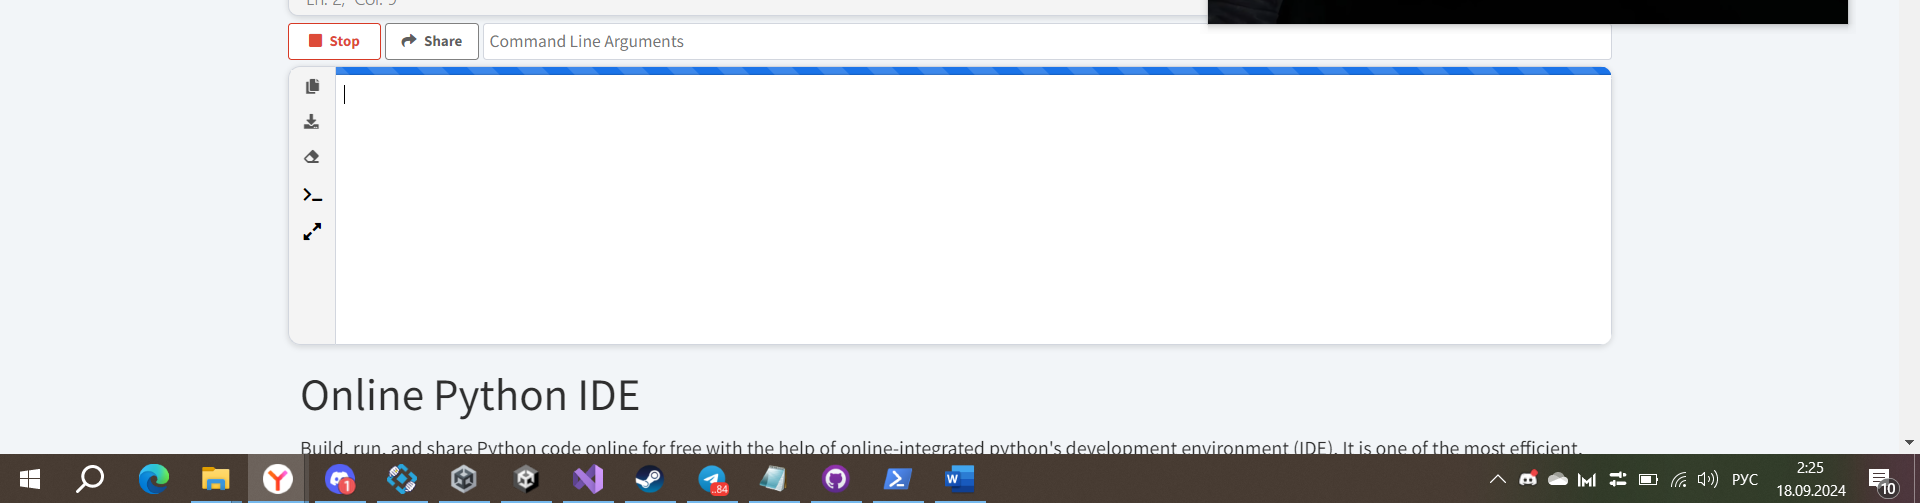 Ln: 2, Col: 9
Stop
Share
Command Line Arguments
Online Python IDE
Build, run, and share Python code online for free with the help of online-integrated python's development environment (IDE). It is one of the most efficient,
1
84
W
РУС
2:25
18.09.2024
10